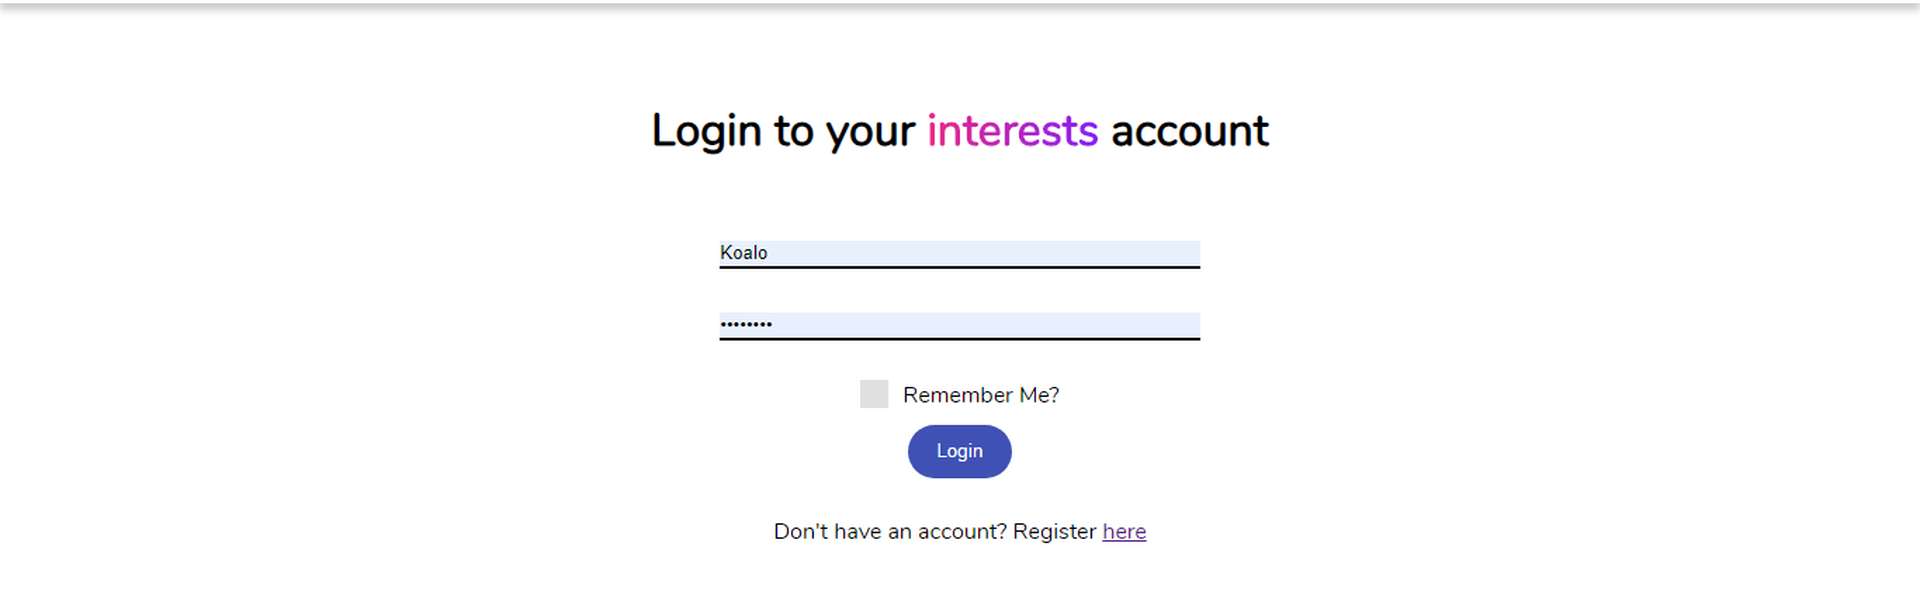 Login to your interests account
Koalo
••••••••
Remember Me?
Login
Don't have an account? Register here